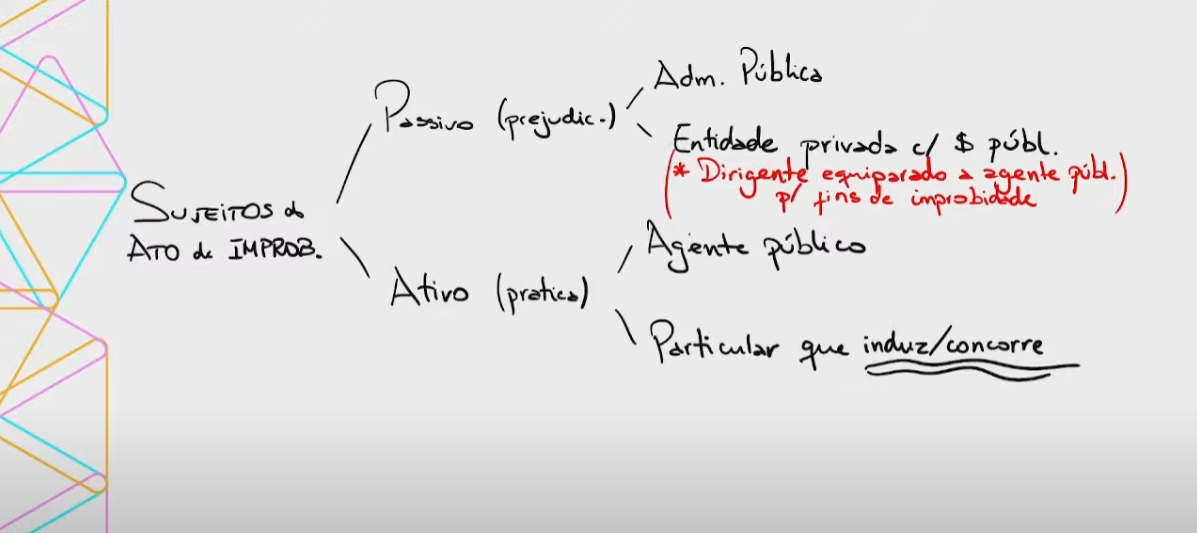 Adm. Pública
Passivo (prejudic.)
Entidade privada c/ $ públ.
(* Dirigente equiparado a agente públ.
p/ fins de improbidade)
SUJEITOS do
ATO de IMPROB.
Agente público
Ativo (pratica)
Particular que induz/concorre